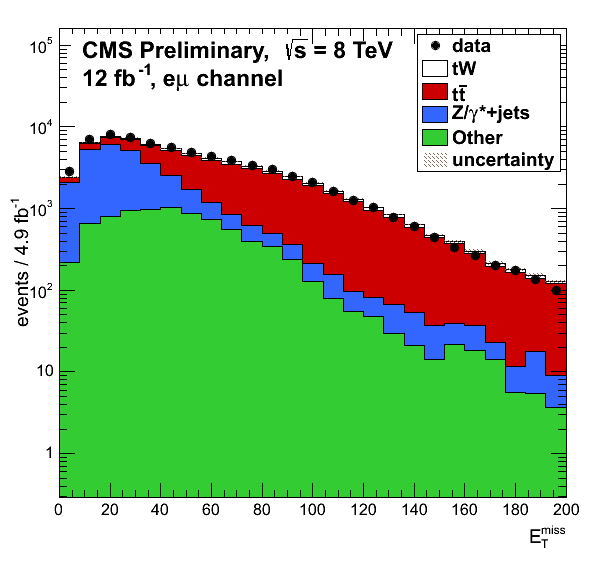 CMS Preliminary, √s = 8 TeV
12 fb⁻¹, eμ channel
data
tW
tt̄
Z/γ*+jets
Other
uncertainty
events / 4.9 fb⁻¹
10⁵
10⁴
10³
10²
10
1
0 20 40 60 80 100 120 140 160 180 200
E_T^miss